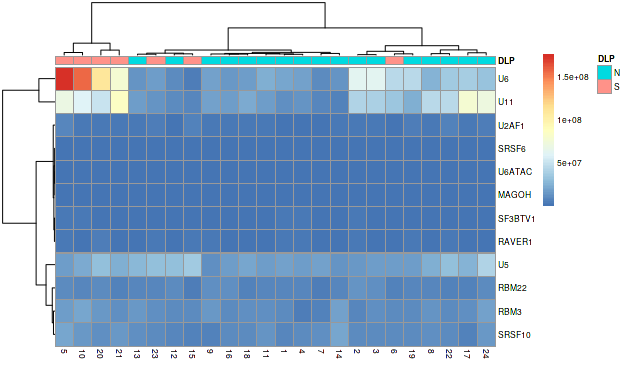 DLP
DLP
U6
N
1.5e+08
S
U11
1e+08
U2AF1
SRSF6
5e+07
U6ATAC
MAGOH
SF3BTV1
RAVER1
U5
RBM22
RBM3
SRSF10
5 10 20 21 13 23 12 15 9 16 18 11 1 4 7 14 2 3 6 19 8 22 17 24